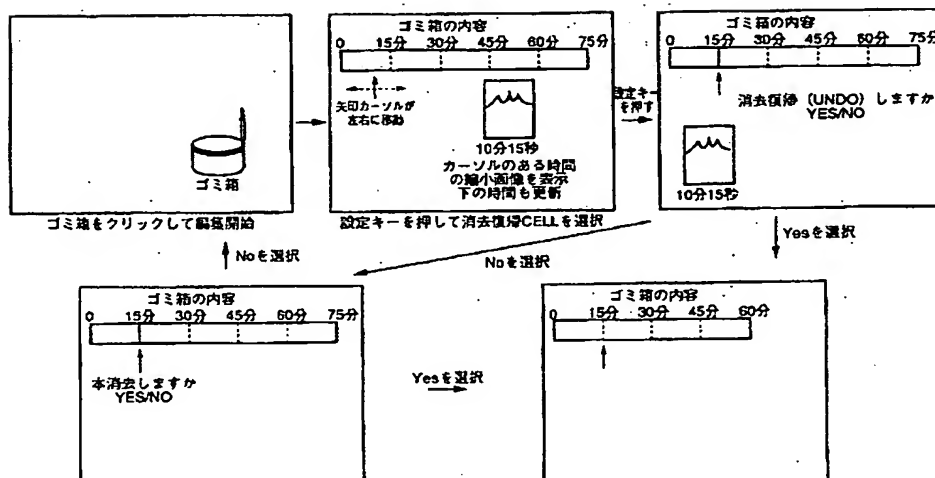 ゴミ箱
ゴミ箱をクリックして編集開始
ゴミ箱の内容
0 15分 30分 45分 60分 75分
矢印カーソルが
左右に移動
10分15秒
カーソルのある時間
の縮小画像を表示
下の時間も更新
設定キーを押して消去復帰CELLを選択
設定キー
を押す
ゴミ箱の内容
0 15分 30分 45分 60分 75分
消去復帰(UNDO)しますか
YES/NO
10分15秒
Noを選択
Noを選択
Yesを選択
ゴミ箱の内容
0 15分 30分 45分 60分 75分
本消去しますか
YES/NO
Yesを選択
ゴミ箱の内容
0 15分 30分 45分 60分